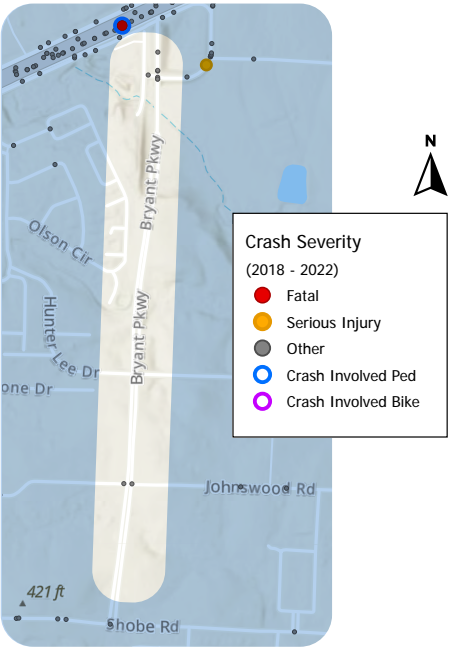 N
Bryant Pkwy
Olson Cir
Crash Severity
(2018 - 2022)
Fatal
Serious Injury
Other
Crash Involved Ped
Crash Involved Bike
Hunter Lee Dr
Bryant Pkwy
one Dr
Johnswood Rd
421 ft
Shobe Rd